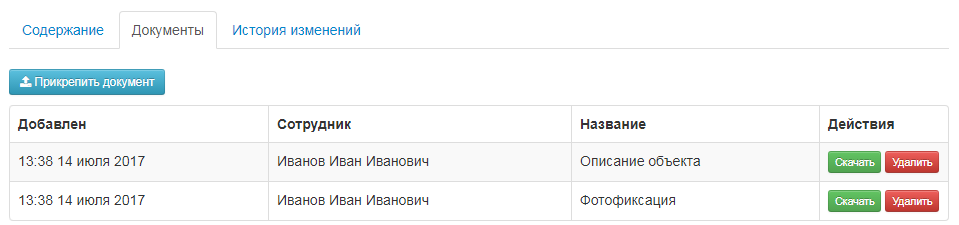 Содержание Документы История изменений
Прикрепить документ
Добавлен Сотрудник Название Действия
13:38 14 июля 2017 Иванов Иван Иванович Описание объекта Скачать Удалить
13:38 14 июля 2017 Иванов Иван Иванович Фотофиксация Скачать Удалить